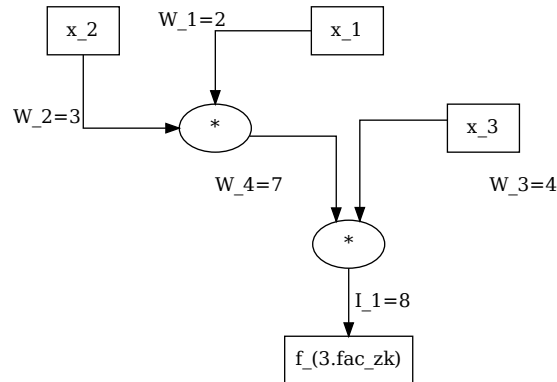 x_2
W_1=2
x_1
W_2=3
*
x_3
W_4=7
W_3=4
*
I_1=8
f_(3.fac_zk)